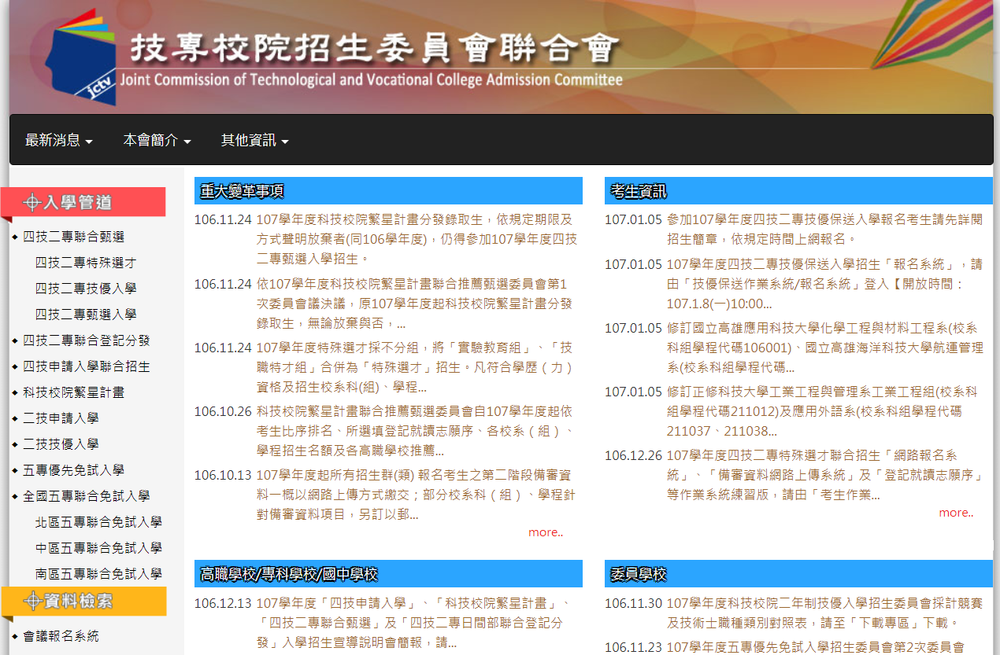 技專校院招生委員會聯合會
Joint Commission of Technological and Vocational College Admission Committee
jctv
最新消息
本會簡介
其他資訊
入學管道
四技二專聯合甄選
四技二專特殊選才
四技二專技優入學
四技二專甄選入學
四技二專聯合登記分發
四技申請入學聯合招生
科技校院繁星計畫
二技申請入學
二技技優入學
五專優先免試入學
全國五專聯合免試入學
北區五專聯合免試入學
中區五專聯合免試入學
南區五專聯合免試入學
資料檢索
會議報名系統
重大變革事項
106.11.24 107學年度科技校院繁星計畫分發錄取生，依規定期限及
方式聲明放棄者(同106學年度)，仍得參加107學年度四技
二專甄選入學招生。
106.11.24 依107學年度科技校院繁星計畫聯合推薦甄選委員會第1
次委員會議決議，原107學年度起科技校院繁星計畫分發
錄取生，無論放棄與否，...
106.11.24 107學年度特殊選才採不分組，將「實驗教育組」、「技
職特才組」合併為「特殊選才」招生。凡符合學歷（力）
資格及招生校系科(組)、學程...
106.10.26 科技校院繁星計畫聯合推薦甄選委員會自107學年度起依
考生比序排名、所選填登記就讀志願序、各校系（組）、
學程招生名額及各高職學校推薦...
106.10.13 107學年度起所有招生群(類) 報名考生之第二階段備審資
料一概以網路上傳方式繳交；部分校系科（組）、學程針
對備審資料項目，另訂以郵...
more..
考生資訊
107.01.05 參加107學年度四技二專技優保送入學報名考生請先詳閱
招生簡章，依規定時間上網報名。
107.01.05 107學年度四技二專技優保送入學招生「報名系統」，請
由「技優保送作業系統/報名系統」登入【開放時間：
107.1.8(一)10:00...
107.01.05 修訂國立高雄應用科技大學化學工程與材料工程系(校系
科組學程代碼106001)、國立高雄海洋科技大學航運管理
系(校系科組學程代碼...
107.01.05 修訂正修科技大學工業工程與管理系工業工程組(校系科
組學程代碼211012)及應用外語系(校系科組學程代碼
211037、211038...
106.12.26 107學年度四技二專特殊選才聯合招生「網路報名系
統」、「備審資料網路上傳系統」及「登記就讀志願序」
等作業系統練習版，請由「考生作業...
more..
高職學校/專科學校/國中學校
106.12.13 107學年度「四技申請入學」、「科技校院繁星計畫」、
「四技二專聯合甄選」及「四技二專日間部聯合登記分
發」入學招生宣導說明會簡報，請...
委員學校
106.11.30 107學年度科技校院二年制技優入學招生委員會採計競賽
及技術士職種類別對照表，請至「下載專區」下載。
106.11.23 107學年度五專優先免試入學招生委員會第2次委員會